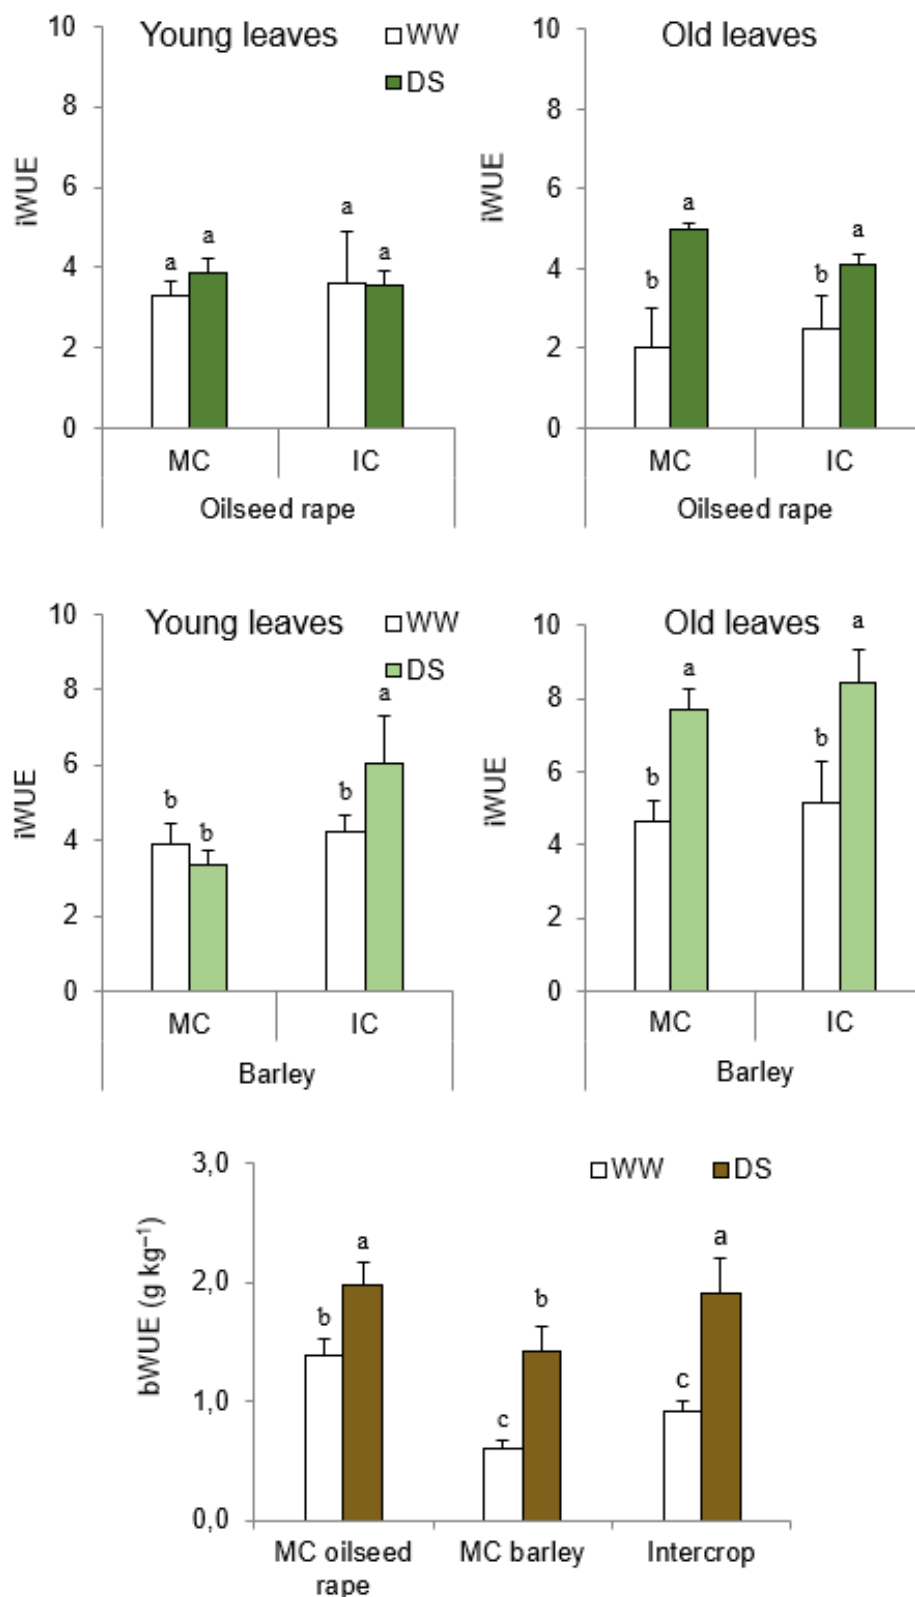 Young leaves
WW
DS
10
8
6
4
2
0
iWUE
a
a
a
a
MC
IC
Oilseed rape
Old leaves
10
8
6
4
2
0
iWUE
b
a
b
a
MC
IC
Oilseed rape
Young leaves
WW
DS
10
8
6
4
2
0
iWUE
b
b
b
a
MC
IC
Barley
Old leaves
10
8
6
4
2
0
iWUE
b
a
b
a
MC
IC
Barley
WW
DS
3,0
2,0
1,0
0,0
bWUE (g kg⁻¹)
b
a
c
b
c
a
MC oilseed
rape
MC barley
Intercrop